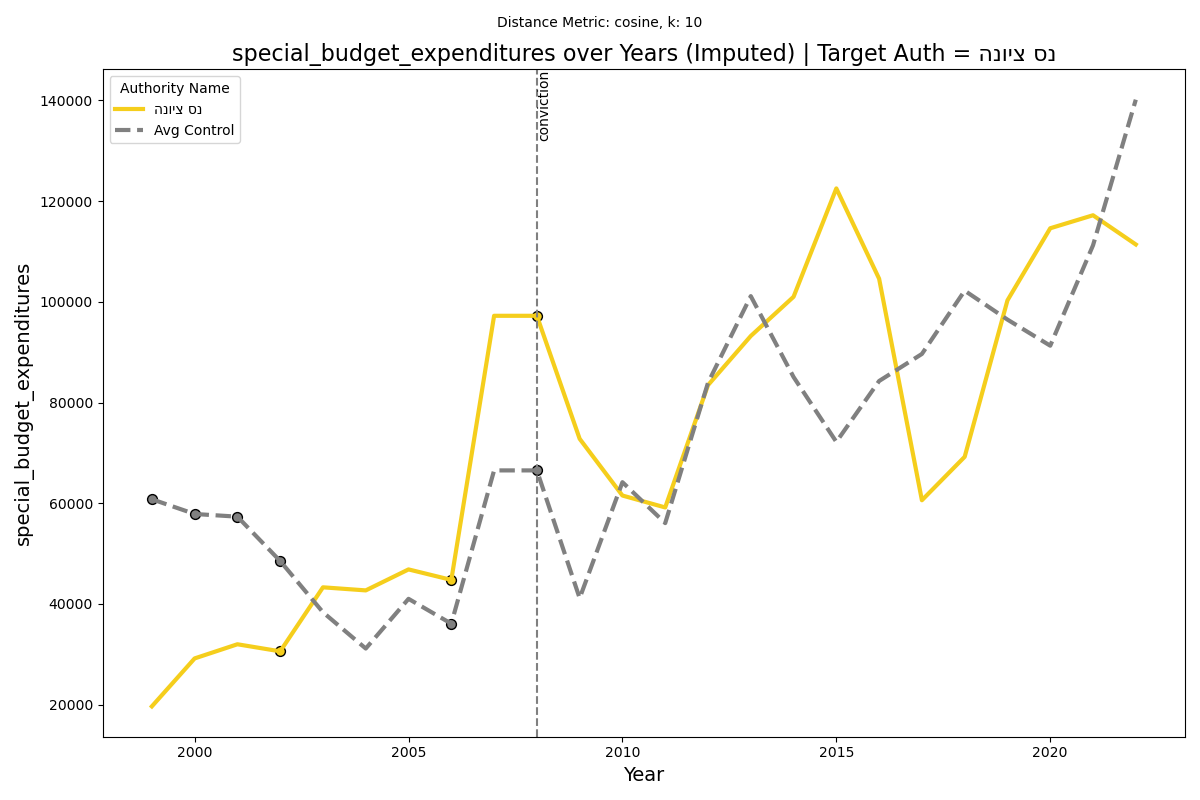 Distance Metric: cosine, k: 10
special_budget_expenditures over Years (Imputed) | Target Auth = נס ציונה
Authority Name
נס ציונה
Avg Control
conviction
special_budget_expenditures
140000
120000
100000
80000
60000
40000
20000
2000
2005
2010
2015
2020
Year